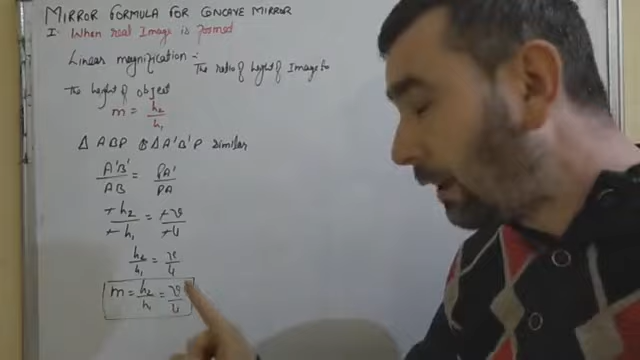 MIRROR FORMULA FOR CONCAVE MIRROR
I: When real Image is formed
Linear magnification :- The ratio of height of Image to
The height of object
m = h₂/h₁
Δ ABP & Δ A'B'P similar
A'B'/AB = PA'/PA
+h₂/+h₁ = +v/+u
h₂/h₁ = v/u
m = h₂/h₁ = v/u